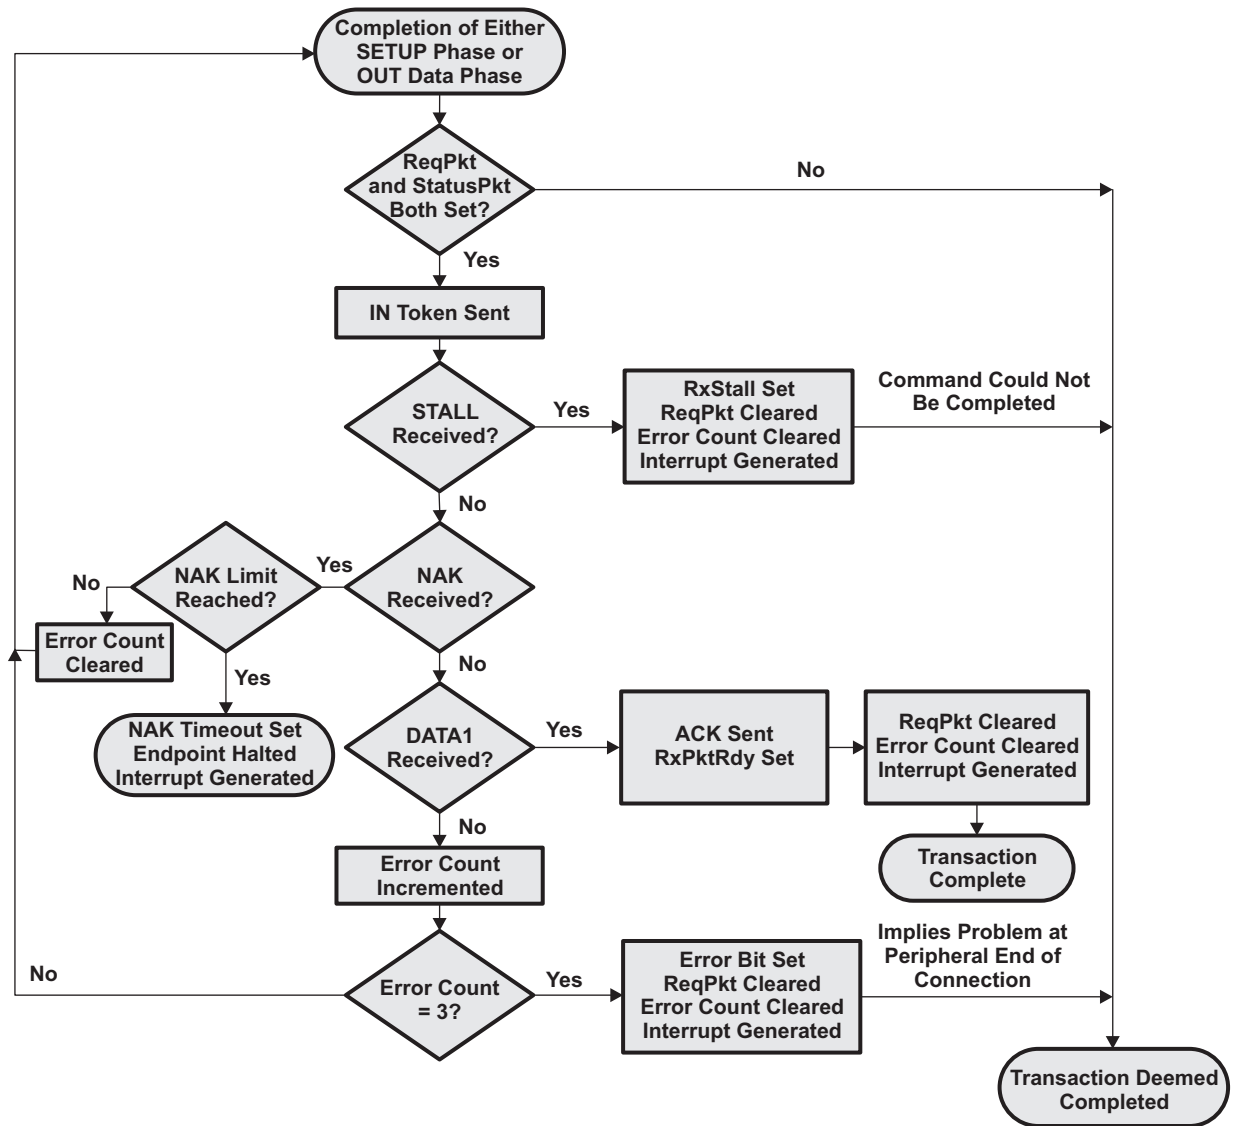 Completion of Either
SETUP Phase or
OUT Data Phase
ReqPkt
and StatusPkt
Both Set?
No
Yes
IN Token Sent
STALL
Received?
Yes
RxStall Set
ReqPkt Cleared
Error Count Cleared
Interrupt Generated
Command Could Not
Be Completed
No
NAK
Received?
Yes
NAK Limit
Reached?
No
Error Count
Cleared
Yes
NAK Timeout Set
Endpoint Halted
Interrupt Generated
No
DATA1
Received?
Yes
ACK Sent
RxPktRdy Set
ReqPkt Cleared
Error Count Cleared
Interrupt Generated
Transaction
Complete
No
Error Count
Incremented
Error Count
= 3?
No
Yes
Error Bit Set
ReqPkt Cleared
Error Count Cleared
Interrupt Generated
Implies Problem at
Peripheral End of
Connection
Transaction Deemed
Completed